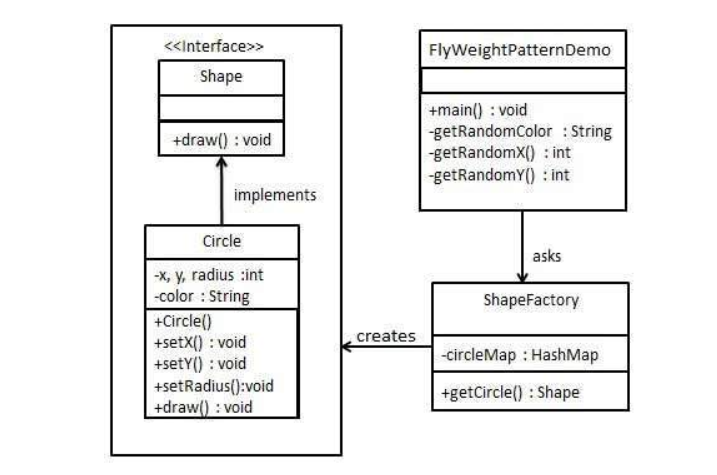 <<Interface>>
Shape
+draw() : void
implements
Circle
-x, y, radius :int
-color : String
+Circle()
+setX() : void
+setY() : void
+setRadius():void
+draw() : void
FlyWeightPatternDemo
+main() : void
-getRandomColor : String
-getRandomX() : int
-getRandomY() : int
asks
ShapeFactory
-circleMap : HashMap
+getCircle() : Shape
creates